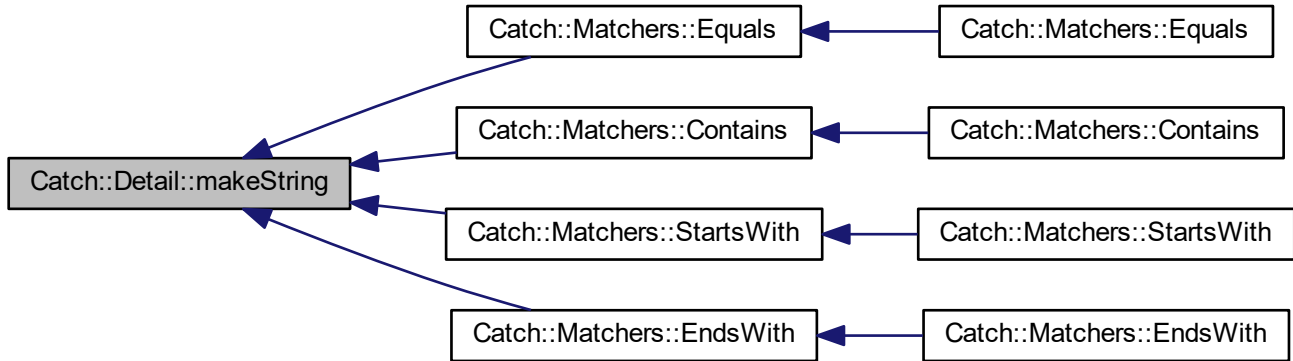 Catch::Matchers::Equals
Catch::Matchers::Equals
Catch::Matchers::Contains
Catch::Matchers::Contains
Catch::Detail::makeString
Catch::Matchers::StartsWith
Catch::Matchers::StartsWith
Catch::Matchers::EndsWith
Catch::Matchers::EndsWith